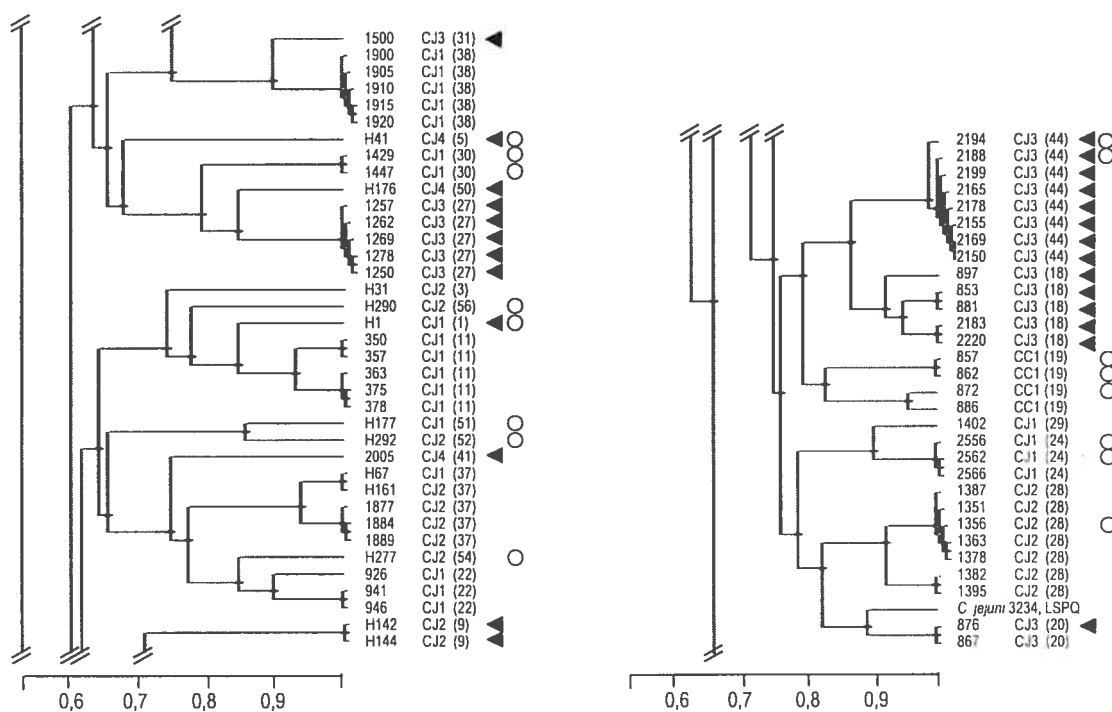 1500 CJ3 (31)
1900 CJ1 (38)
1905 CJ1 (38)
1910 CJ1 (38)
1915 CJ1 (38)
1920 CJ1 (38)
H41 CJ4 (5)
1429 CJ1 (30)
1447 CJ1 (30)
H176 CJ4 (50)
1257 CJ3 (27)
1262 CJ3 (27)
1269 CJ3 (27)
1278 CJ3 (27)
1250 CJ3 (27)
H31 CJ2 (3)
H290 CJ2 (56)
H1 CJ1 (1)
350 CJ1 (11)
357 CJ1 (11)
363 CJ1 (11)
375 CJ1 (11)
378 CJ1 (11)
H177 CJ1 (51)
H292 CJ2 (52)
2005 CJ4 (41)
H67 CJ1 (37)
H161 CJ2 (37)
1877 CJ2 (37)
1884 CJ2 (37)
1889 CJ2 (37)
H277 CJ2 (54)
926 CJ1 (22)
941 CJ1 (22)
946 CJ1 (22)
H142 CJ2 (9)
H144 CJ2 (9)
0,6 0,7 0,8 0,9
2194 CJ3 (44)
2188 CJ3 (44)
2199 CJ3 (44)
2165 CJ3 (44)
2178 CJ3 (44)
2155 CJ3 (44)
2169 CJ3 (44)
2150 CJ3 (44)
897 CJ3 (18)
853 CJ3 (18)
881 CJ3 (18)
2183 CJ3 (18)
2220 CJ3 (18)
857 CC1 (19)
862 CC1 (19)
872 CC1 (19)
886 CC1 (19)
1402 CJ1 (29)
2556 CJ1 (24)
2562 CJ1 (24)
2566 CJ1 (24)
1387 CJ2 (28)
1351 CJ2 (28)
1356 CJ2 (28)
1363 CJ2 (28)
1378 CJ2 (28)
1382 CJ2 (28)
1395 CJ2 (28)
C jejuni 3234, LSPQ
876 CJ3 (20)
867 CJ3 (20)
0,6 0,7 0,8 0,9